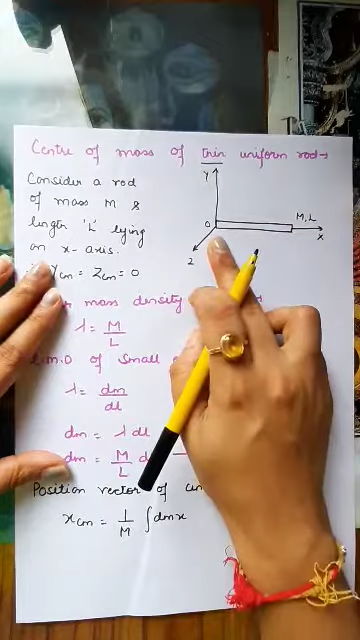 Centre of mass of thin uniform rod→
Consider a rod
of mass M &
length 'L' lying
on x-axis.
Ycm = Zcm = 0
Y
O
M, L
X
Z
mass density
λ = M/L
L.M.D of Small
λ = dm/dl
dm = λ dl
dm = M/L
Position vector of
xcm = 1/M ∫ dm x